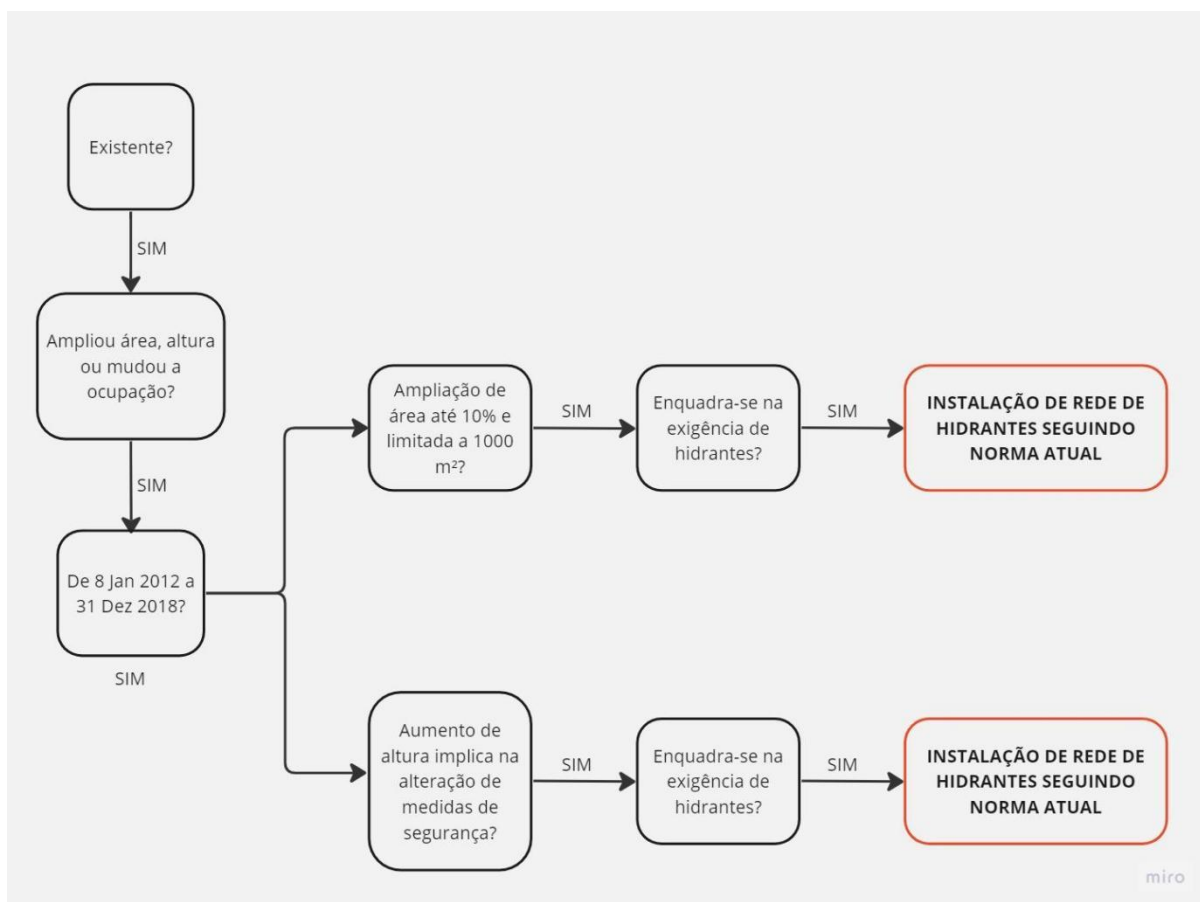 Existente?
SIM
Ampliou área, altura
ou mudou a
ocupação?
SIM
De 8 Jan 2012 a
31 Dez 2018?
SIM
Ampliação de
área até 10% e
limitada a 1000
m²?
SIM
Enquadra-se na
exigência de
hidrantes?
SIM
INSTALAÇÃO DE REDE DE
HIDRANTES SEGUINDO
NORMA ATUAL
Aumento de
altura implica na
alteração de
medidas de
segurança?
SIM
Enquadra-se na
exigência de
hidrantes?
SIM
INSTALAÇÃO DE REDE DE
HIDRANTES SEGUINDO
NORMA ATUAL
miro